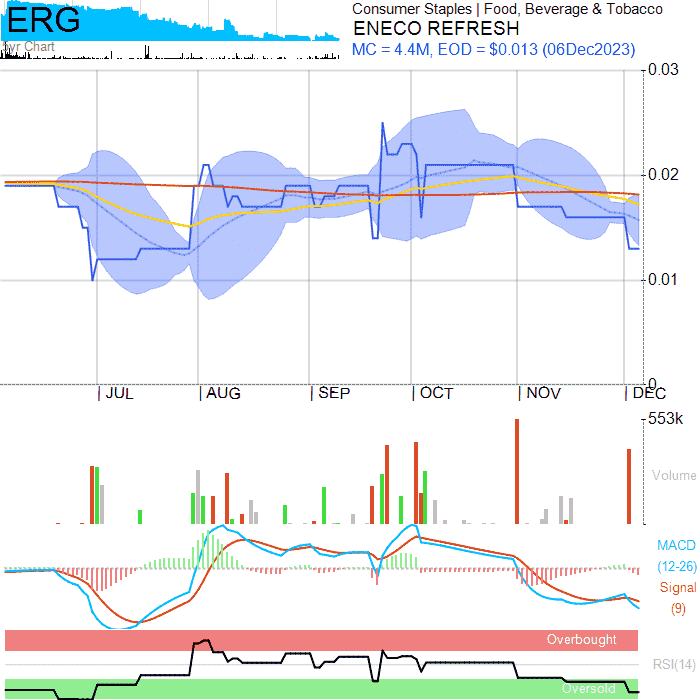 ERG
5yr Chart
Consumer Staples | Food, Beverage & Tobacco
ENECO REFRESH
MC = 4.4M, EOD = $0.013 (06Dec2023)
0.03
0.02
0.01
0
JUL AUG SEP OCT NOV DEC
553k
Volume
MACD
(12-26)
Signal
(9)
Overbought
RSI(14)
Oversold